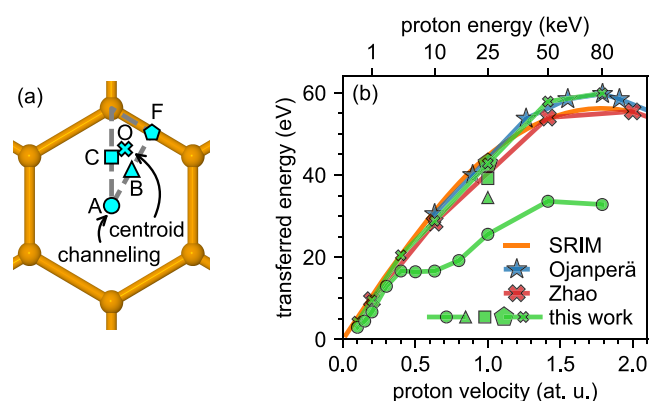 (a)
F
O
C
B
A
centroid
channeling
proton energy (keV)
1 10 25 50 80
(b)
transferred energy (eV)
60
40
20
0
SRIM
Ojanperä
Zhao
this work
0.0 0.5 1.0 1.5 2.0
proton velocity (at. u.)